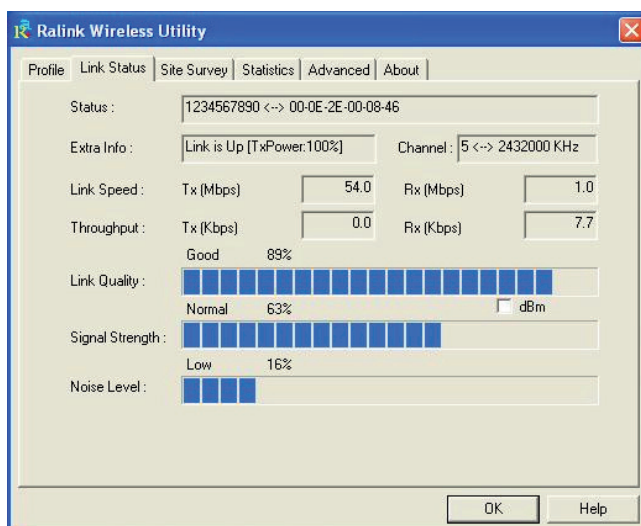 Ralink Wireless Utility
Profile Link Status Site Survey Statistics Advanced About
Status : 1234567890 <--> 00-0E-2E-00-08-46
Extra Info : Link is Up [TxPower:100%] Channel : 5 <--> 2432000 KHz
Link Speed : Tx (Mbps) 54.0 Rx (Mbps) 1.0
Throughput : Tx (Kbps) 0.0 Rx (Kbps) 7.7
Good 89%
Link Quality :
Normal 63% dBm
Signal Strength :
Low 16%
Noise Level :
OK Help